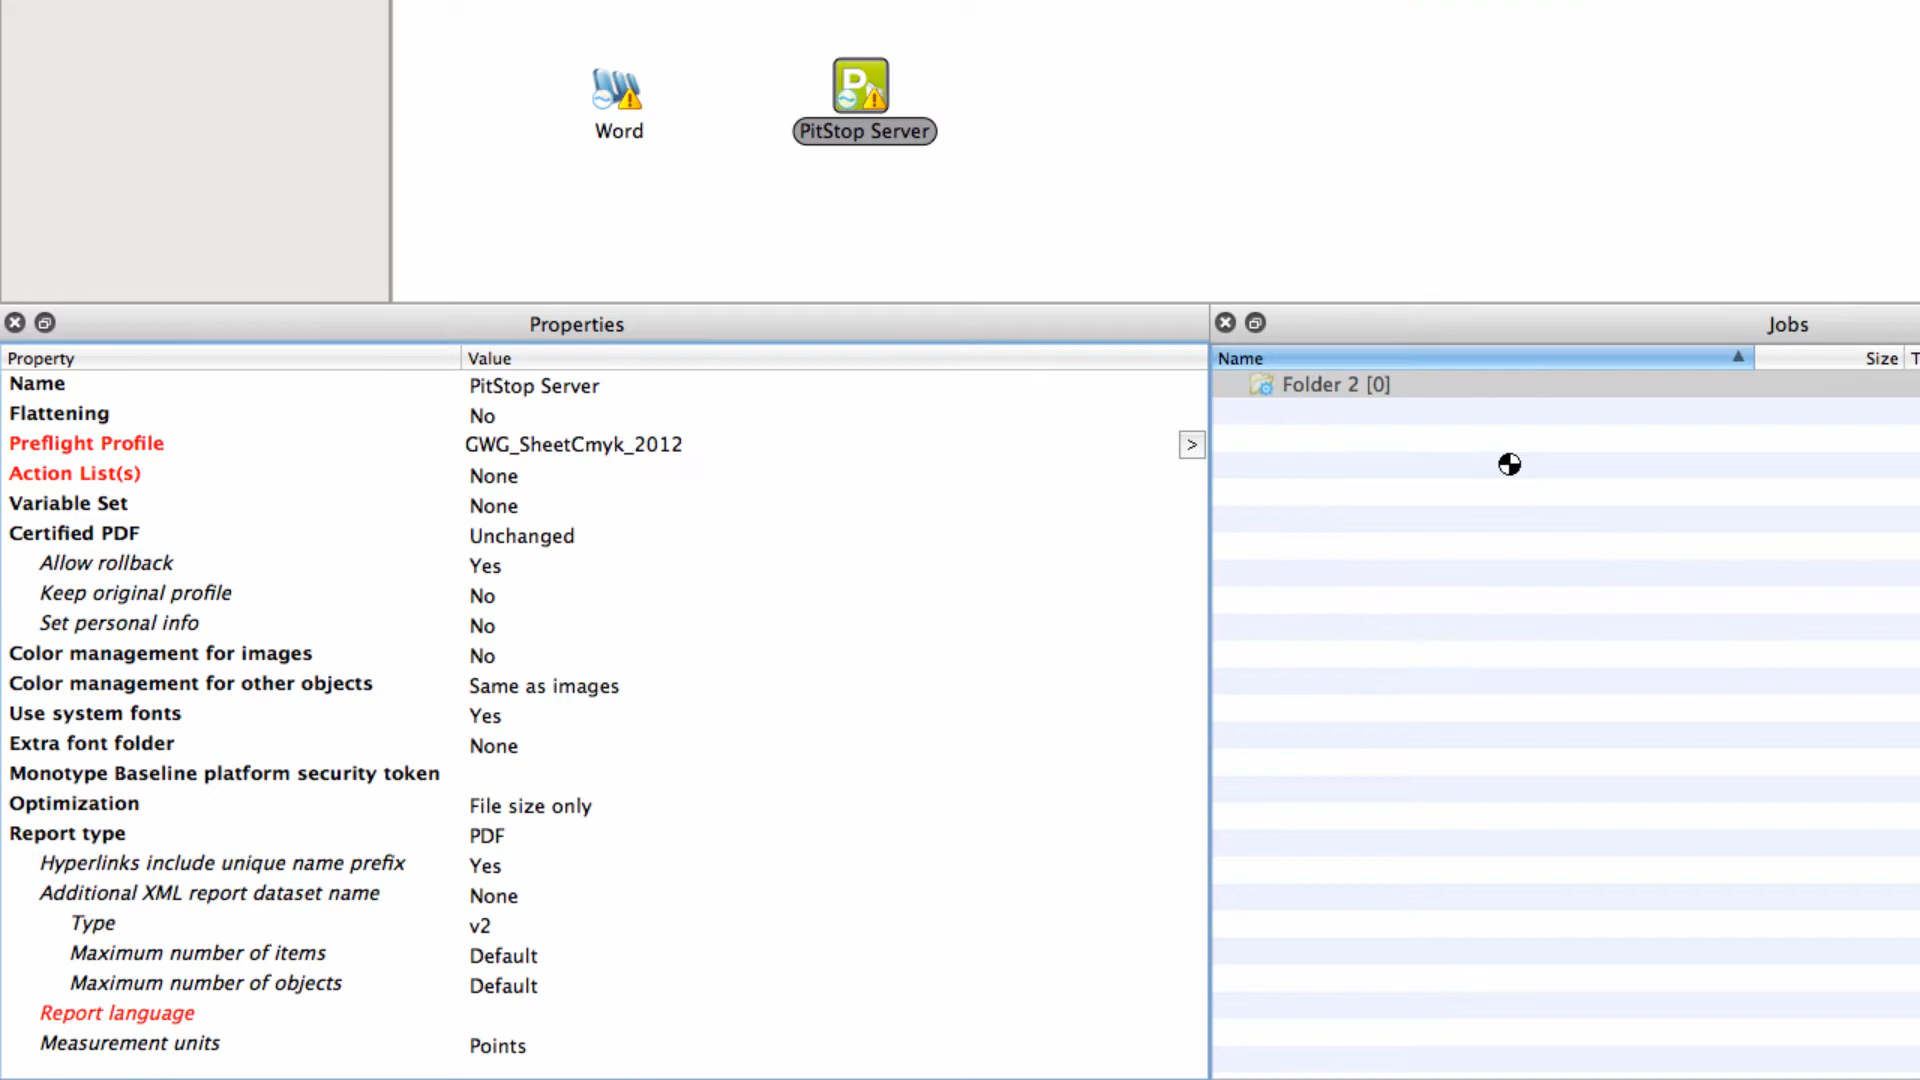 Word
PitStop Server
Properties
Jobs
Property Value
Name Size T
Name PitStop Server
Folder 2 [0]
Flattening No
Preflight Profile GWG_SheetCmyk_2012 >
Action List(s) None
Variable Set None
Certified PDF Unchanged
Allow rollback Yes
Keep original profile No
Set personal info No
Color management for images No
Color management for other objects Same as images
Use system fonts Yes
Extra font folder None
Monotype Baseline platform security token
Optimization File size only
Report type PDF
Hyperlinks include unique name prefix Yes
Additional XML report dataset name None
Type v2
Maximum number of items Default
Maximum number of objects Default
Report language
Measurement units Points